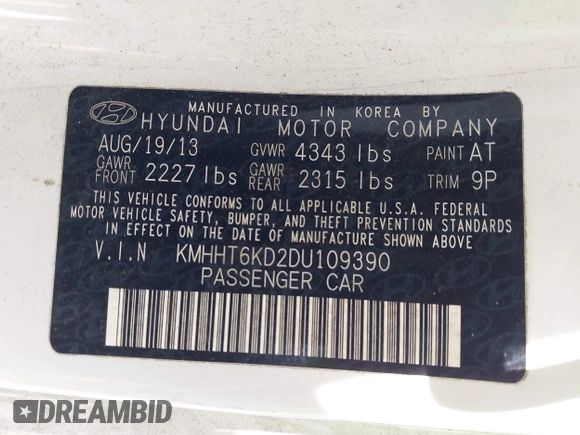 MANUFACTURED IN KOREA BY
HYUNDAI MOTOR COMPANY
AUG/19/13 GVWR 4343 lbs PAINT AT
GAWR FRONT 2227 lbs GAWR REAR 2315 lbs TRIM 9P
THIS VEHICLE CONFORMS TO ALL APPLICABLE U.S.A. FEDERAL
MOTOR VEHICLE SAFETY, BUMPER, AND THEFT PREVENTION STANDARDS
IN EFFECT ON THE DATE OF MANUFACTURE SHOWN ABOVE.
V.I.N KMHHT6KD2DU109390
PASSENGER CAR
DREAMBID